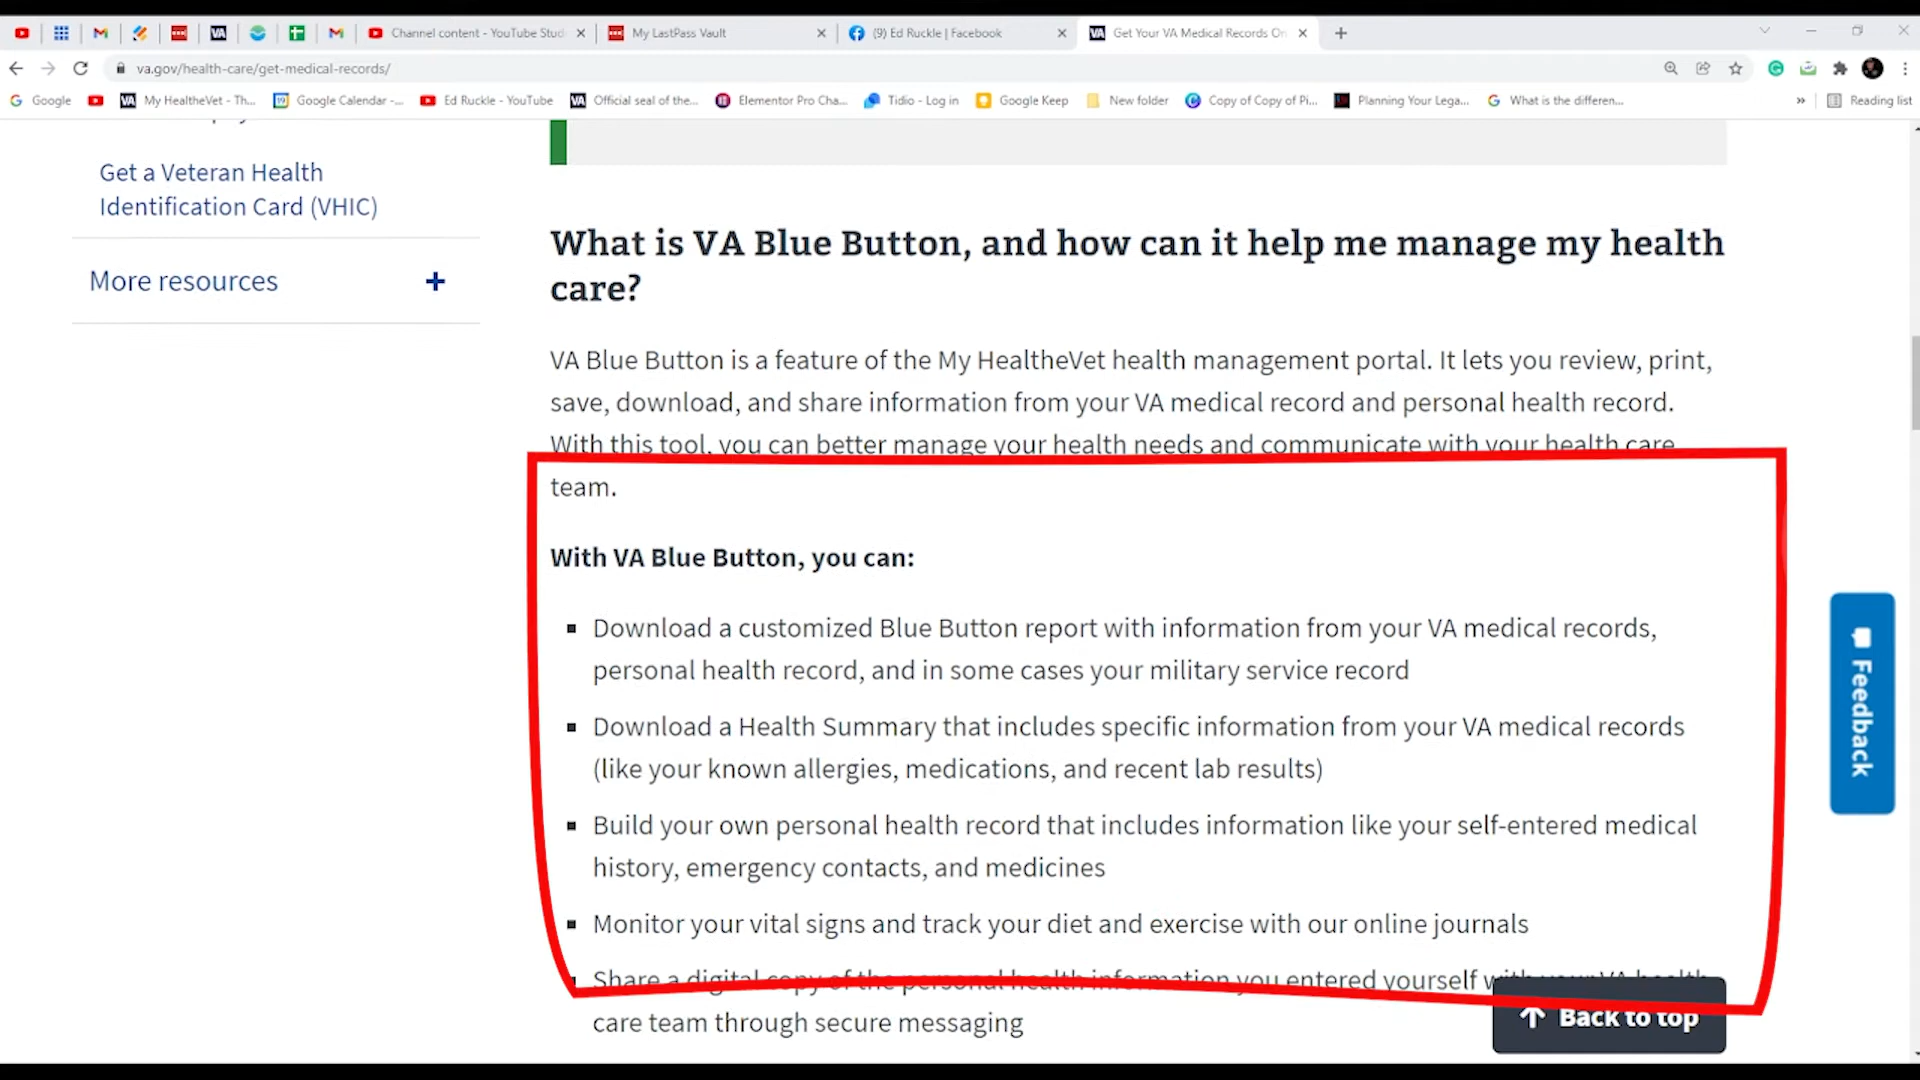 Channel content - YouTube Stud
My LastPass Vault
(9) Ed Ruckle | Facebook
Get Your VA Medical Records On
va.gov/health-care/get-medical-records/
Google
My HealtheVet - Th...
Google Calendar -...
Ed Ruckle - YouTube
Official seal of the...
Elementor Pro Cha...
Tidio - Log in
Google Keep
New folder
Copy of Copy of Pi...
Planning Your Lega...
What is the differen...
»
Reading list
Get a Veteran Health
Identification Card (VHIC)
More resources +
What is VA Blue Button, and how can it help me manage my health
care?
VA Blue Button is a feature of the My HealtheVet health management portal. It lets you review, print,
save, download, and share information from your VA medical record and personal health record.
With this tool, you can better manage your health needs and communicate with your health care
team.
With VA Blue Button, you can:
Download a customized Blue Button report with information from your VA medical records,
personal health record, and in some cases your military service record
Download a Health Summary that includes specific information from your VA medical records
(like your known allergies, medications, and recent lab results)
Build your own personal health record that includes information like your self-entered medical
history, emergency contacts, and medicines
Monitor your vital signs and track your diet and exercise with our online journals
Share a digital copy of the personal health information you entered yourself with your VA health
care team through secure messaging
Feedback
Back to top